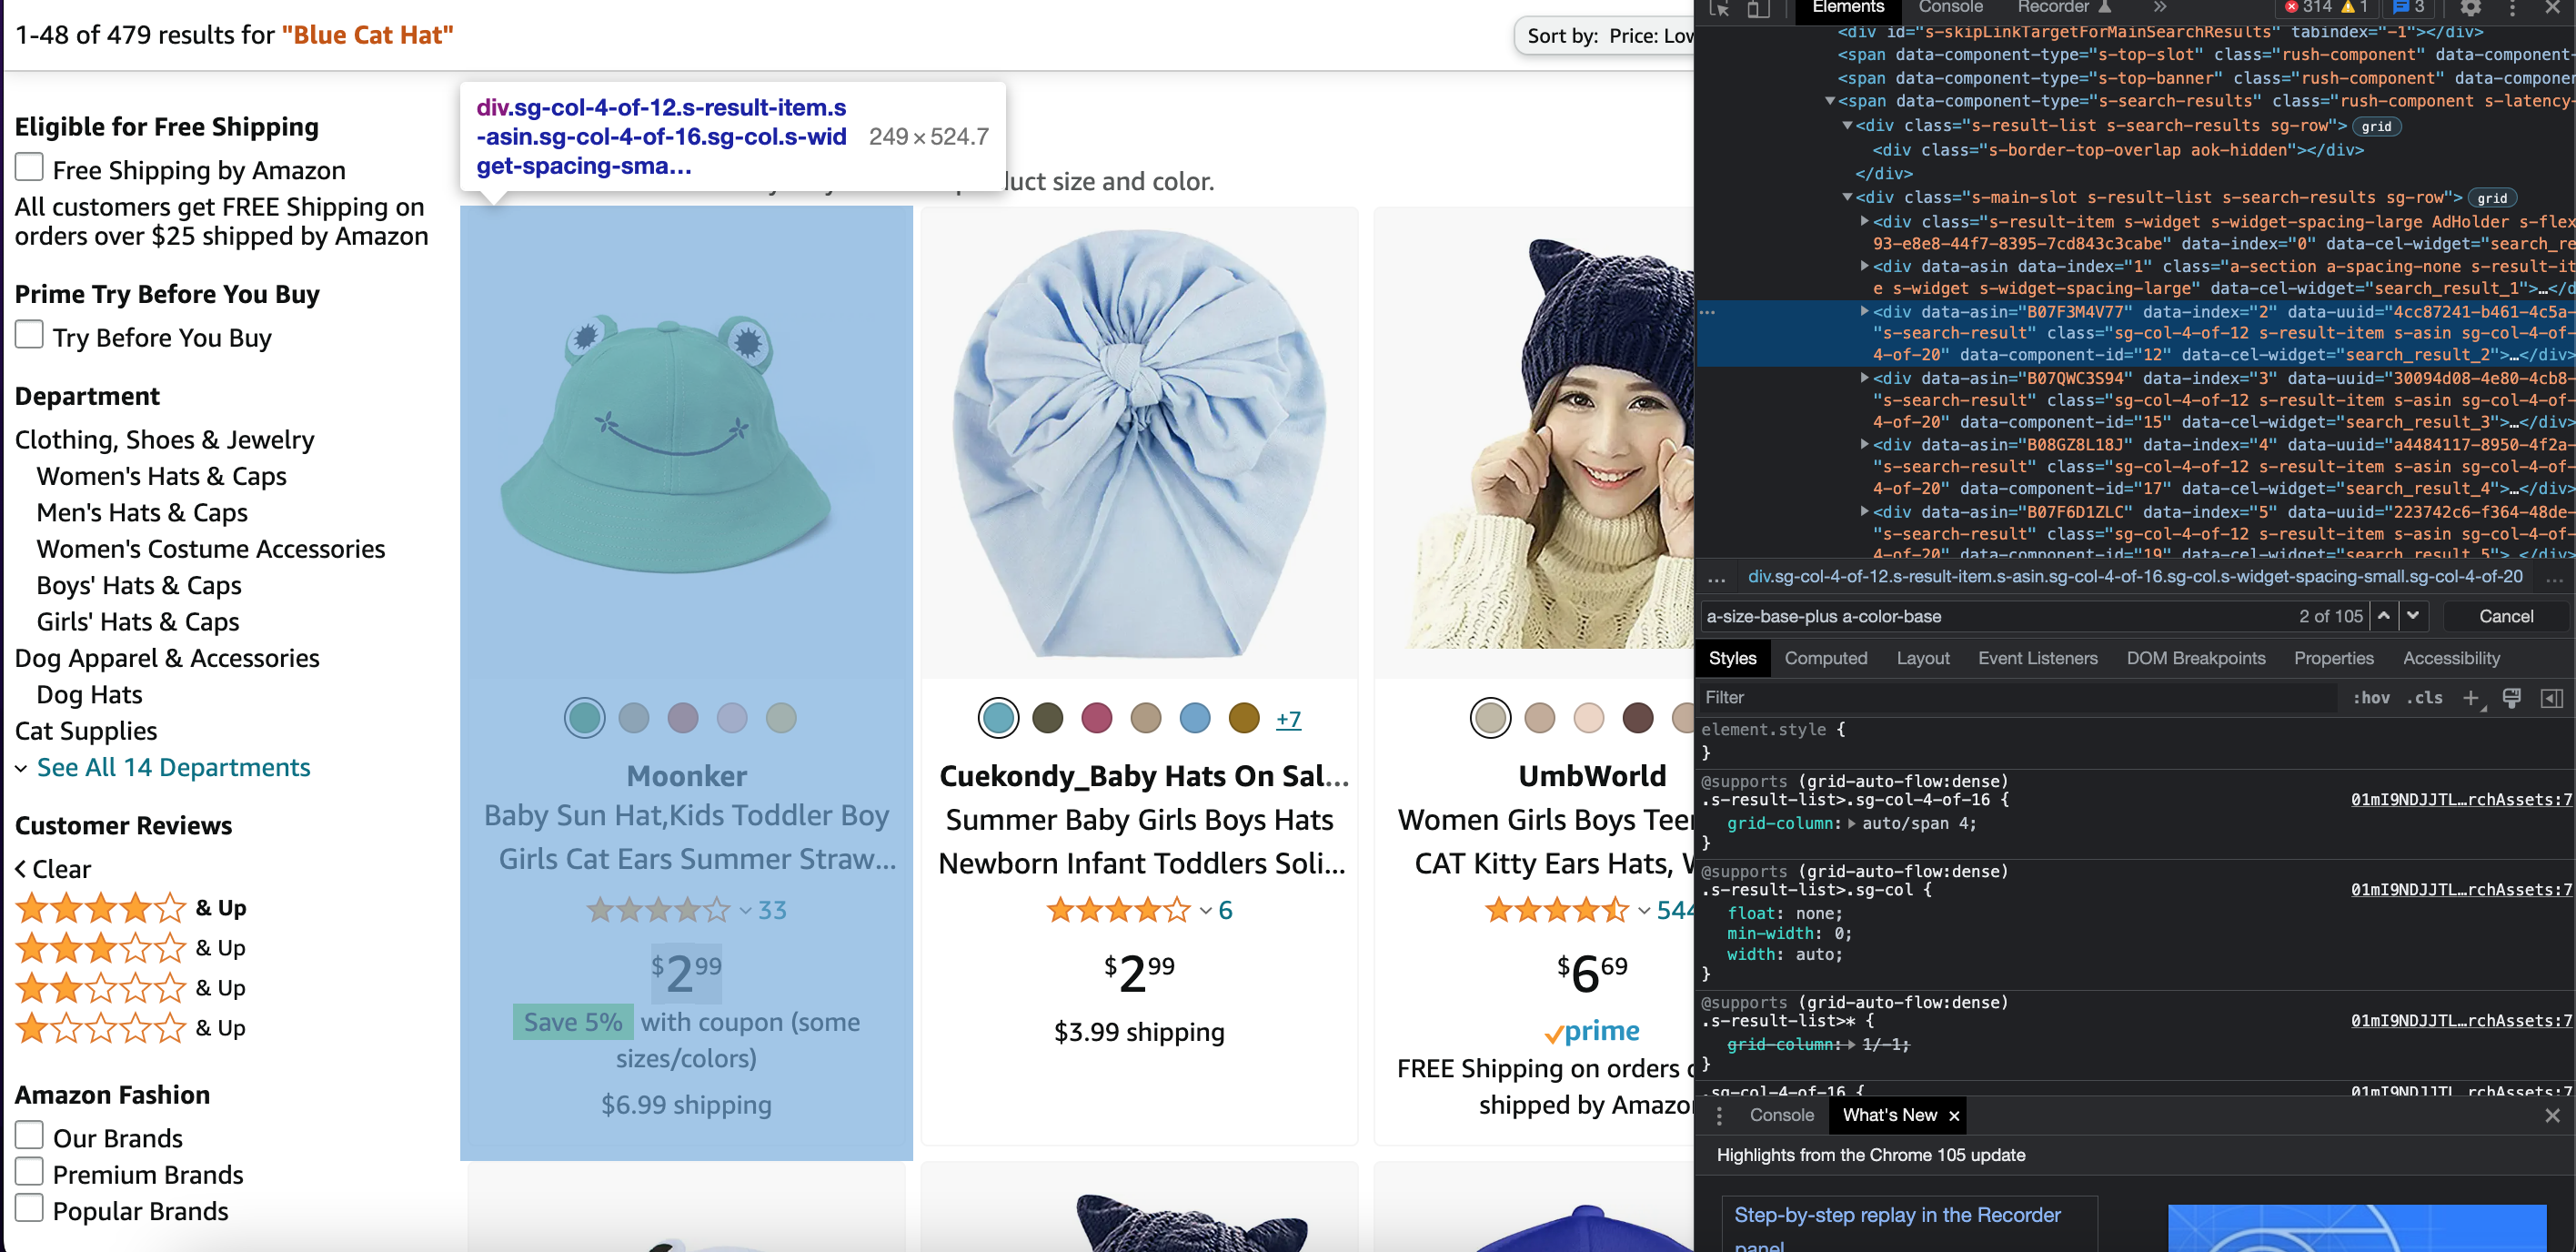 1-48 of 479 results for "Blue Cat Hat"
Sort by: Price: Low
Eligible for Free Shipping
Free Shipping by Amazon
All customers get FREE Shipping on
orders over $25 shipped by Amazon
Prime Try Before You Buy
Try Before You Buy
Department
Clothing, Shoes & Jewelry
Women's Hats & Caps
Men's Hats & Caps
Women's Costume Accessories
Boys' Hats & Caps
Girls' Hats & Caps
Dog Apparel & Accessories
Dog Hats
Cat Supplies
See All 14 Departments
Customer Reviews
Clear
& Up
& Up
& Up
& Up
Amazon Fashion
Our Brands
Premium Brands
Popular Brands
div.sg-col-4-of-12.s-result-item.s
-asin.sg-col-4-of-16.sg-col.s-wid
get-spacing-sma...
249 × 524.7
uct size and color.
Moonker
Baby Sun Hat,Kids Toddler Boy
Girls Cat Ears Summer Straw...
33
$2 99
Save 5% with coupon (some
sizes/colors)
$6.99 shipping
+7
Cuekondy_Baby Hats On Sal...
Summer Baby Girls Boys Hats
Newborn Infant Toddlers Soli...
6
$2 99
$3.99 shipping
UmbWorld
Women Girls Boys Tee
CAT Kitty Ears Hats,
544
$6 69
prime
FREE Shipping on orders
shipped by Amazo
Elements Console Recorder » 314 1 3
<div id="s-skipLinkTargetForMainSearchResults" tabindex="-1"></div>
<span data-component-type="s-top-slot" class="rush-component" data-component-
<span data-component-type="s-top-banner" class="rush-component" data-compone
<span data-component-type="s-search-results" class="rush-component s-latency-
<div class="s-result-list s-search-results sg-row"> grid
<div class="s-border-top-overlap aok-hidden"></div>
</div>
<div class="s-main-slot s-result-list s-search-results sg-row"> grid
<div class="s-result-item s-widget s-widget-spacing-large AdHolder s-flex
93-e8e8-44f7-8395-7cd843c3cabe" data-index="0" data-cel-widget="search_re
<div data-asin data-index="1" class="a-section a-spacing-none s-result-it
e s-widget s-widget-spacing-large" data-cel-widget="search_result_1">…</d
<div data-asin="B07F3M4V77" data-index="2" data-uuid="4cc87241-b461-4c5a-
"s-search-result" class="sg-col-4-of-12 s-result-item s-asin sg-col-4-of-
4-of-20" data-component-id="12" data-cel-widget="search_result_2">…</div>
<div data-asin="B07QWC3S94" data-index="3" data-uuid="30094d08-4e80-4cb8-
"s-search-result" class="sg-col-4-of-12 s-result-item s-asin sg-col-4-of-
4-of-20" data-component-id="15" data-cel-widget="search_result_3">…</div>
<div data-asin="B08GZ8L18J" data-index="4" data-uuid="a4484117-8950-4f2a-
"s-search-result" class="sg-col-4-of-12 s-result-item s-asin sg-col-4-of-
4-of-20" data-component-id="17" data-cel-widget="search_result_4">…</div>
<div data-asin="B07F6D1ZLC" data-index="5" data-uuid="223742c6-f364-48de-
"s-search-result" class="sg-col-4-of-12 s-result-item s-asin sg-col-4-of-
4-of-20" data-component-id="19" data-cel-widget="search_result_5">…</div>
... div.sg-col-4-of-12.s-result-item.s-asin.sg-col-4-of-16.sg-col.s-widget-spacing-small.sg-col-4-of-20 ...
a-size-base-plus a-color-base 2 of 105 Cancel
Styles Computed Layout Event Listeners DOM Breakpoints Properties Accessibility
Filter :hov .cls +
element.style {
}
@supports (grid-auto-flow:dense)
.s-result-list>.sg-col-4-of-16 { 01mI9NDJJTL…rchAssets:7
grid-column: auto/span 4;
}
@supports (grid-auto-flow:dense)
.s-result-list>.sg-col { 01mI9NDJJTL…rchAssets:7
float: none;
min-width: 0;
width: auto;
}
@supports (grid-auto-flow:dense)
.s-result-list>* { 01mI9NDJJTL…rchAssets:7
grid-column: 1/-1;
}
.sg-col-4-of-16 { 01mI9NDJJTL…rchAssets:7
Console What's New ×
Highlights from the Chrome 105 update
Step-by-step replay in the Recorder
panel